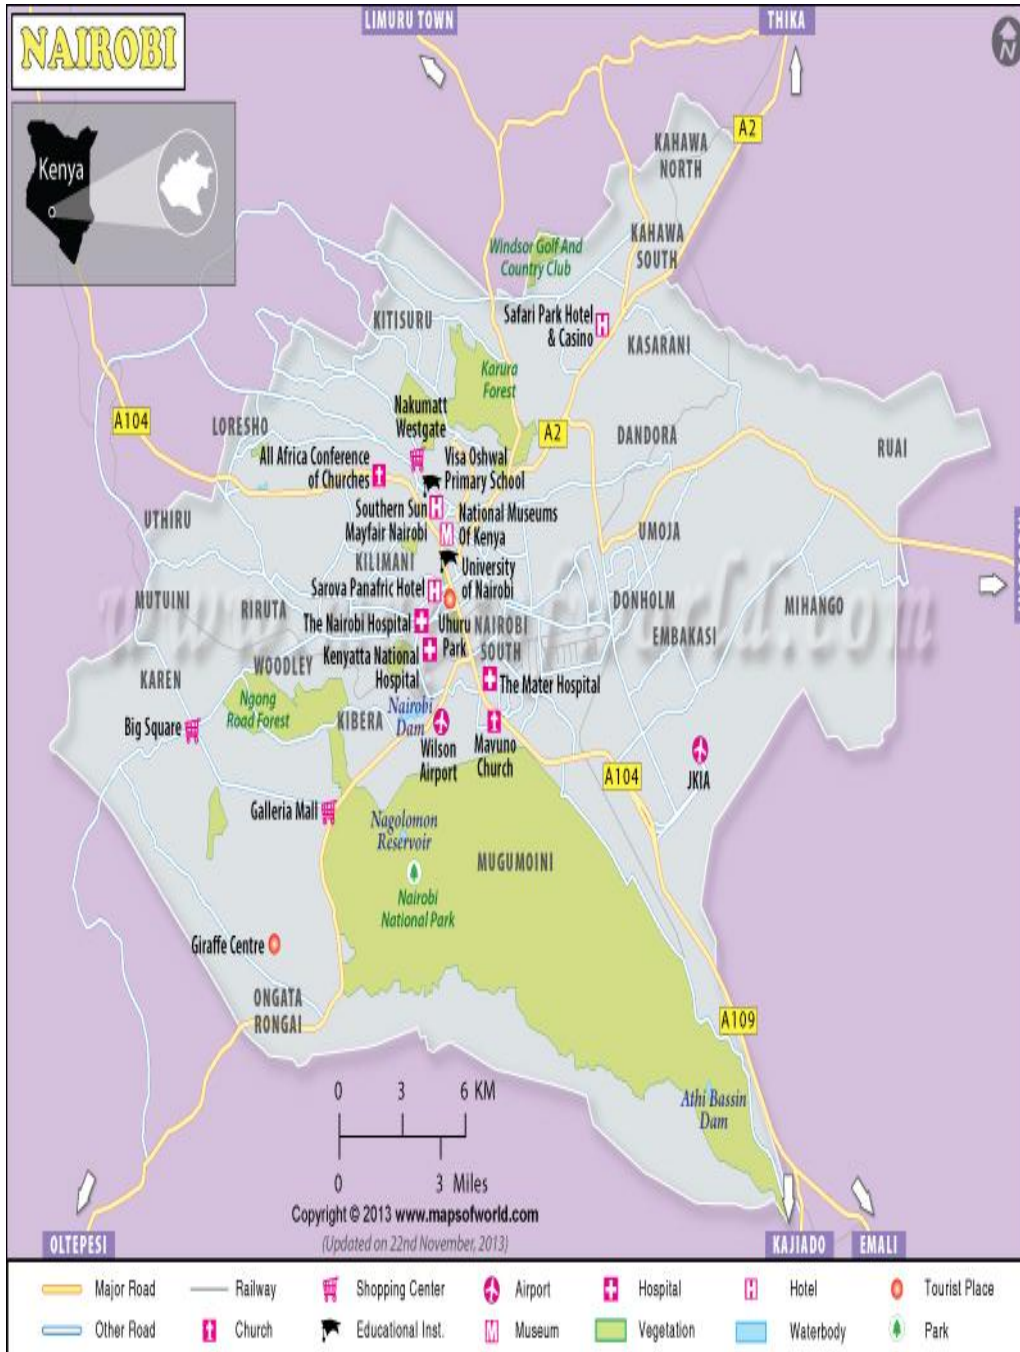 NAIROBI
LIMURU TOWN
THIKA
N
Kenya
A2
KAHAWA
NORTH
KAHAWA
SOUTH
Windsor Golf And
Country Club
Safari Park Hotel
& Casino
KITISURU
KASARANI
Karura
Forest
Nakumatt
Westgate
A104
LORESHO
A2
DANDORA
RUAI
All Africa Conference
of Churches
Visa Oshwal
Primary School
Southern Sun
Mayfair Nairobi
National Museums
Of Kenya
UTHIRU
UMOJA
KILIMANI
University
of Nairobi
Sarova Panafric Hotel
MUTUINI
RIRUTA
DONHOLM
MIHANGO
The Nairobi Hospital
Uhuru
Park
NAIROBI
SOUTH
EMBAKASI
Kenyatta National
Hospital
WOODLEY
KAREN
The Mater Hospital
Ngong
Road Forest
Nairobi
Dam
KIBERA
Big Square
Wilson
Airport
Mavuno
Church
A104
JKIA
Galleria Mall
Nagolomon
Reservoir
MUGUMOINI
Nairobi
National Park
Giraffe Centre
ONGATA
RONGAI
A109
Athi Bassin
Dam
0 3 6 KM
0 3 Miles
Copyright © 2013 www.mapsofworld.com
(Updated on 22nd November, 2013)
OLTEPESI
KAJIADO
EMALI
Major Road
Railway
Shopping Center
Airport
Hospital
Hotel
Tourist Place
Other Road
Church
Educational Inst.
Museum
Vegetation
Waterbody
Park